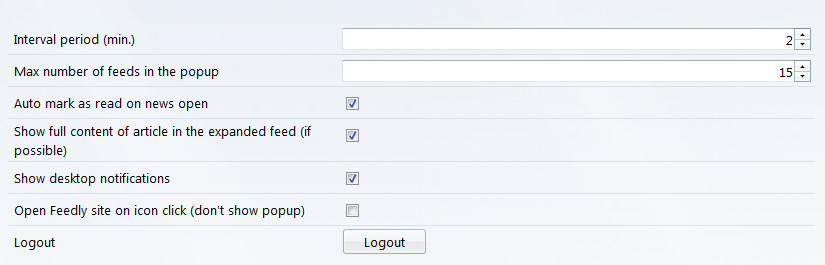 Interval period (min.) 2
Max number of feeds in the popup 15
Auto mark as read on news open
Show full content of article in the expanded feed (if
possible)
Show desktop notifications
Open Feedly site on icon click (don't show popup)
Logout Logout